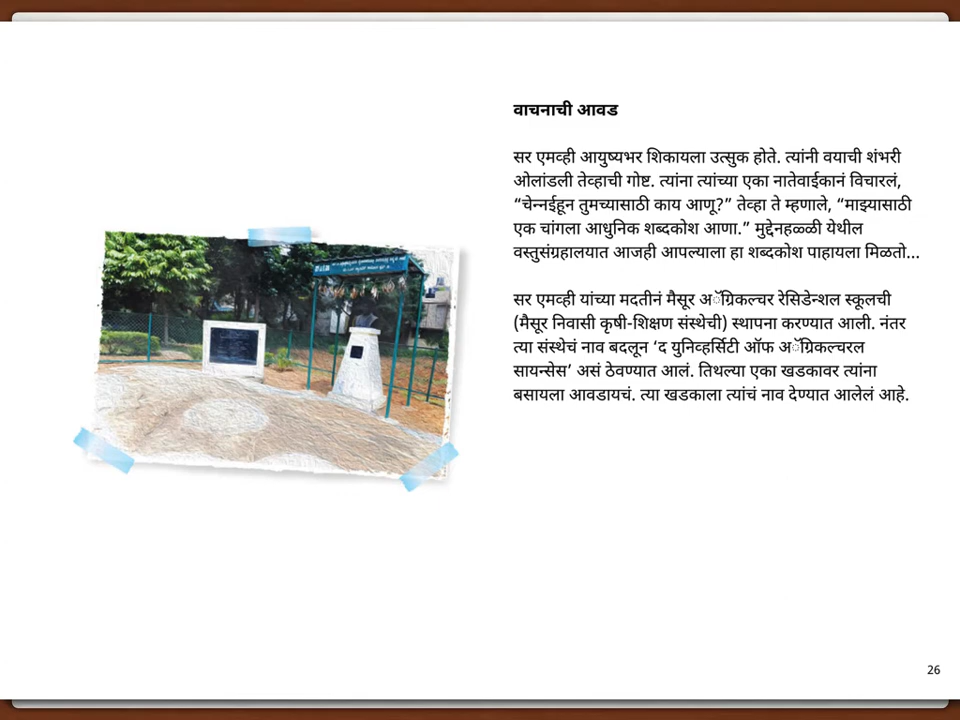 वाचनाची आवड
सर एमव्ही आयुष्यभर शिकायला उत्सुक होते. त्यांनी वयाची शंभरी
ओलांडली तेव्हाची गोष्ट. त्यांना त्यांच्या एका नातेवाईकानं विचारलं,
“चेन्नईहून तुमच्यासाठी काय आणू?” तेव्हा ते म्हणाले, “माझ्यासाठी
एक चांगला आधुनिक शब्दकोश आणा.” मुद्देनहळ्ळी येथील
वस्तुसंग्रहालयात आजही आपल्याला हा शब्दकोश पाहायला मिळतो...
सर एमव्ही यांच्या मदतीनं मैसूर अॅग्रिकल्चर रेसिडेन्शल स्कूलची
(मैसूर निवासी कृषी-शिक्षण संस्थेची) स्थापना करण्यात आली. नंतर
त्या संस्थेचं नाव बदलून ‘द युनिव्हर्सिटी ऑफ अॅग्रिकल्चरल
सायन्सेस’ असं ठेवण्यात आलं. तिथल्या एका खडकावर त्यांना
बसायला आवडायचं. त्या खडकाला त्यांचं नाव देण्यात आलेलं आहे.
26